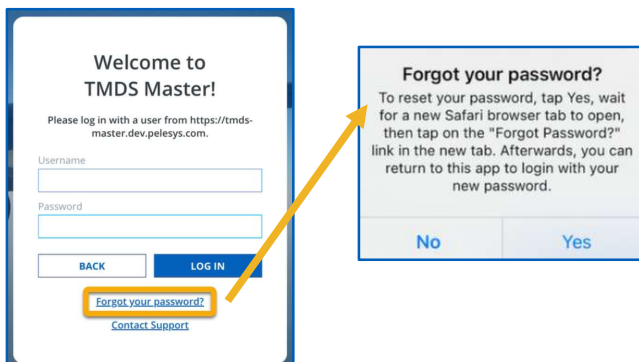 Welcome to
TMDS Master!
Please log in with a user from https://tmds-
master.dev.pelesys.com.
Username
Password
BACK
LOG IN
Forgot your password?
Contact Support
Forgot your password?
To reset your password, tap Yes, wait
for a new Safari browser tab to open,
then tap on the "Forgot Password?"
link in the new tab. Afterwards, you can
return to this app to login with your
new password.
No
Yes